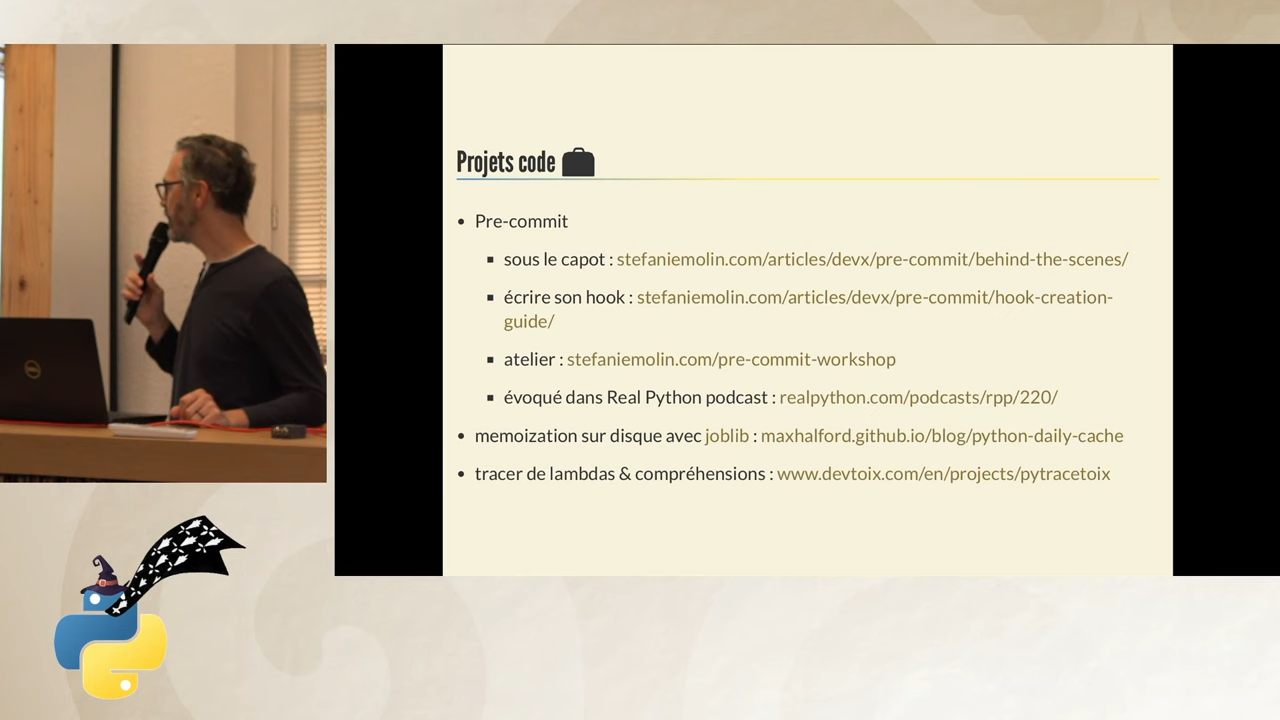 Projets code
Pre-commit
sous le capot : stefaniemolin.com/articles/devx/pre-commit/behind-the-scenes/
écrire son hook : stefaniemolin.com/articles/devx/pre-commit/hook-creation-
guide/
atelier : stefaniemolin.com/pre-commit-workshop
évoqué dans Real Python podcast : realpython.com/podcasts/rpp/220/
memoization sur disque avec joblib : maxhalford.github.io/blog/python-daily-cache
tracer de lambdas & compréhensions : www.devtoix.com/en/projects/pytracetoix